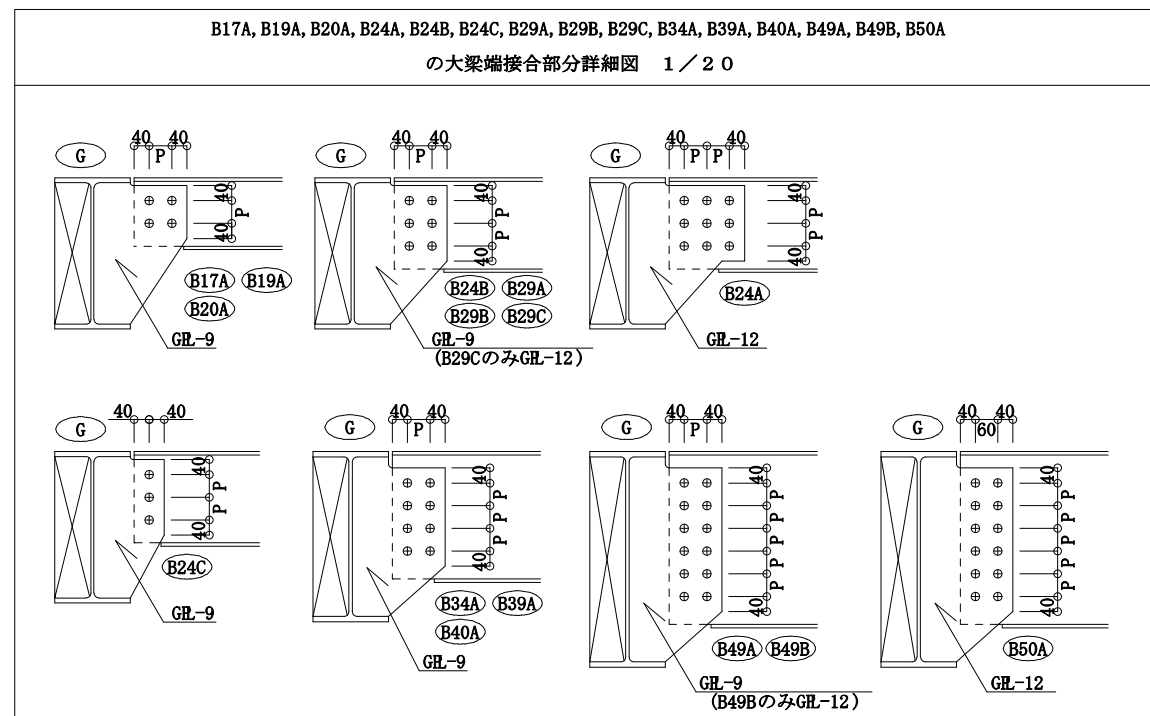 B17A, B19A, B20A, B24A, B24B, B24C, B29A, B29B, B29C, B34A, B39A, B40A, B49A, B49B, B50A
の大梁端接合部分詳細図 1/20
G
40 40
P
40
P
40
B17A B19A
B20A
GPL-9
G
40 40
P
40
P
P
40
B24B B29A
B29B B29C
GPL-9
(B29CのみGPL-12)
G
40 40
P P
40
P
P
40
B24A
GPL-12
G
40 40
40
P
P
40
B24C
GPL-9
G
40 40
P
40
P
P
P
40
B34A B39A
B40A
GPL-9
G
40 40
P
40
P
P
P
P
P
40
B49A B49B
GPL-9
(B49BのみGPL-12)
G
40 40
60
40
P
P
P
P
P
40
B50A
GPL-12